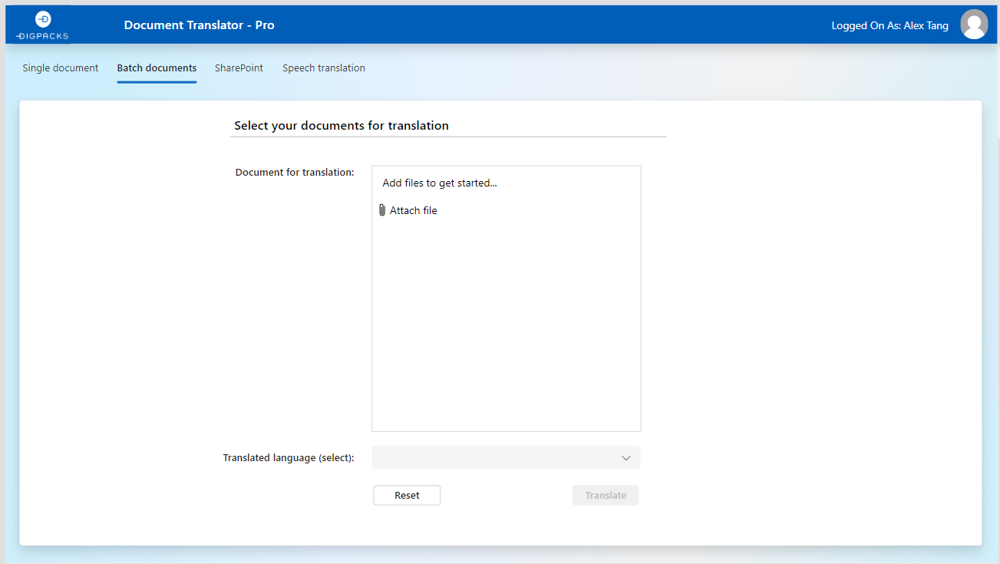 DIGPACKS
Document Translator - Pro
Logged On As: Alex Tang
Single document
Batch documents
SharePoint
Speech translation
Select your documents for translation
Document for translation:
Add files to get started...
Attach file
Translated language (select):
Reset
Translate